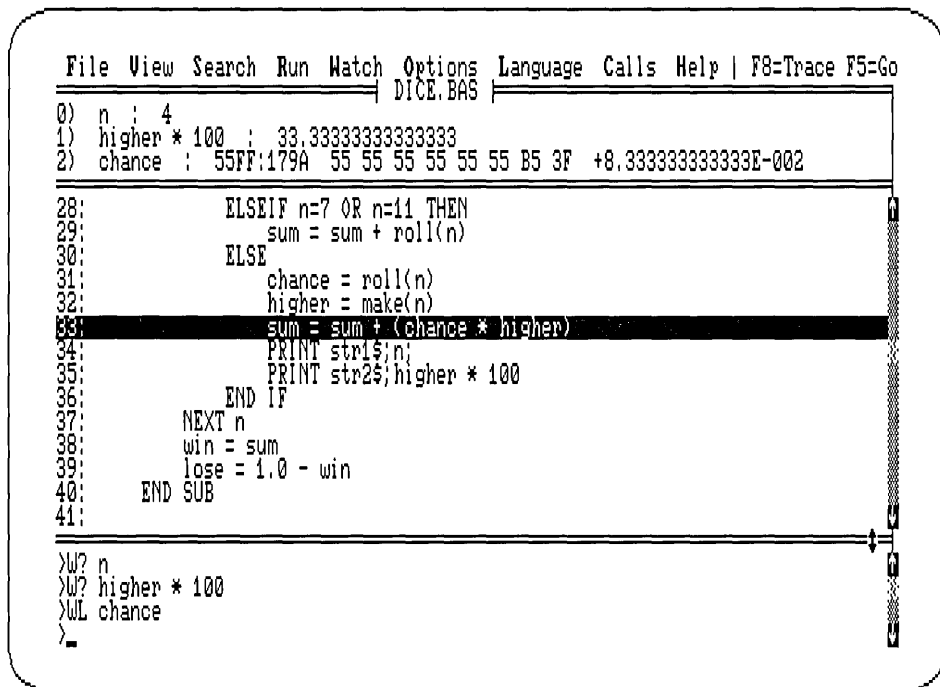 File View Search Run Watch Options Language Calls Help | F8=Trace F5=Go
DICE.BAS
0) n : 4
1) higher * 100 : 33.33333333333333
2) chance : 55FF:179A 55 55 55 55 55 55 B5 3F +8.333333333333E-002
28: ELSEIF n=7 OR n=11 THEN
29: sum = sum + roll(n)
30: ELSE
31: chance = roll(n)
32: higher = make(n)
33: sum = sum + (chance * higher)
34: PRINT str1$;n;
35: PRINT str2$;higher * 100
36: END IF
37: NEXT n
38: win = sum
39: lose = 1.0 - win
40: END SUB
41:
>W? n
>W? higher * 100
>WL chance
>_